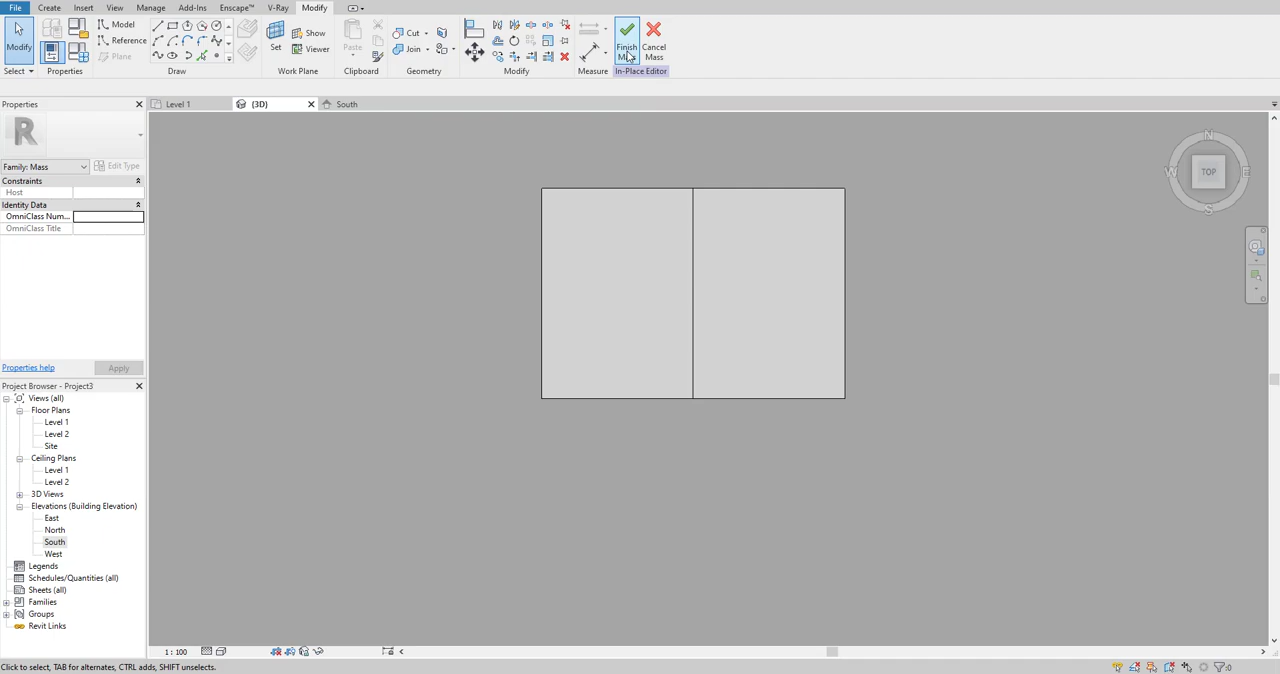 File Create Insert View Manage Add-Ins Enscape™ V-Ray Modify
Modify
Select
Properties
Model
Reference
Plane
Draw
Set
Show
Viewer
Work Plane
Paste
Clipboard
Cut
Join
Geometry
Modify
Measure
Finish
Cancel
Mass
In-Place Editor
Properties
Level 1
(3D)
South
R
Family: Mass
Edit Type
Constraints
Host
Identity Data
OmniClass Num...
OmniClass Title
Properties help
Apply
Project Browser - Project3
Views (all)
Floor Plans
Level 1
Level 2
Site
Ceiling Plans
Level 1
Level 2
3D Views
Elevations (Building Elevation)
East
North
South
West
Legends
Schedules/Quantities (all)
Sheets (all)
Families
Groups
Revit Links
N
W
TOP
E
S
1 : 100
Click to select, TAB for alternates, CTRL adds, SHIFT unselects.
:0